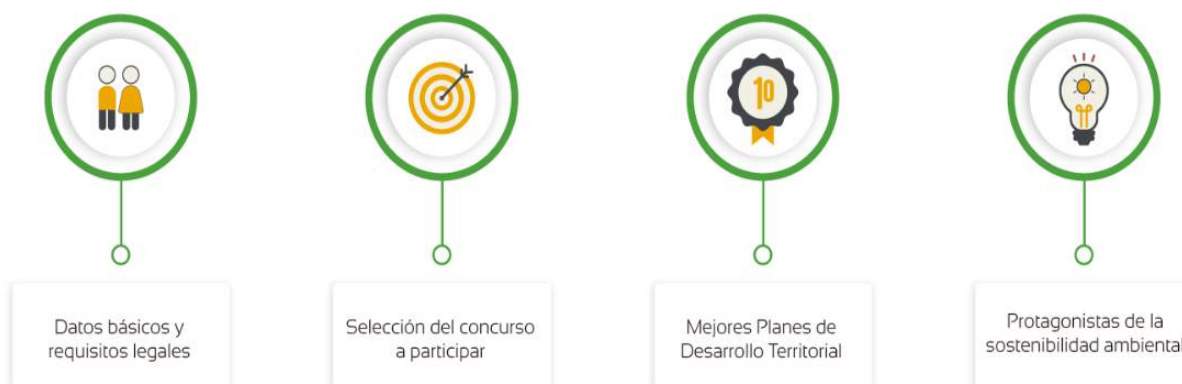 10
Datos básicos y
requisitos legales
Selección del concurso
a participar
Mejores Planes de
Desarrollo Territorial
Protagonistas de la
sostenibilidad ambiental